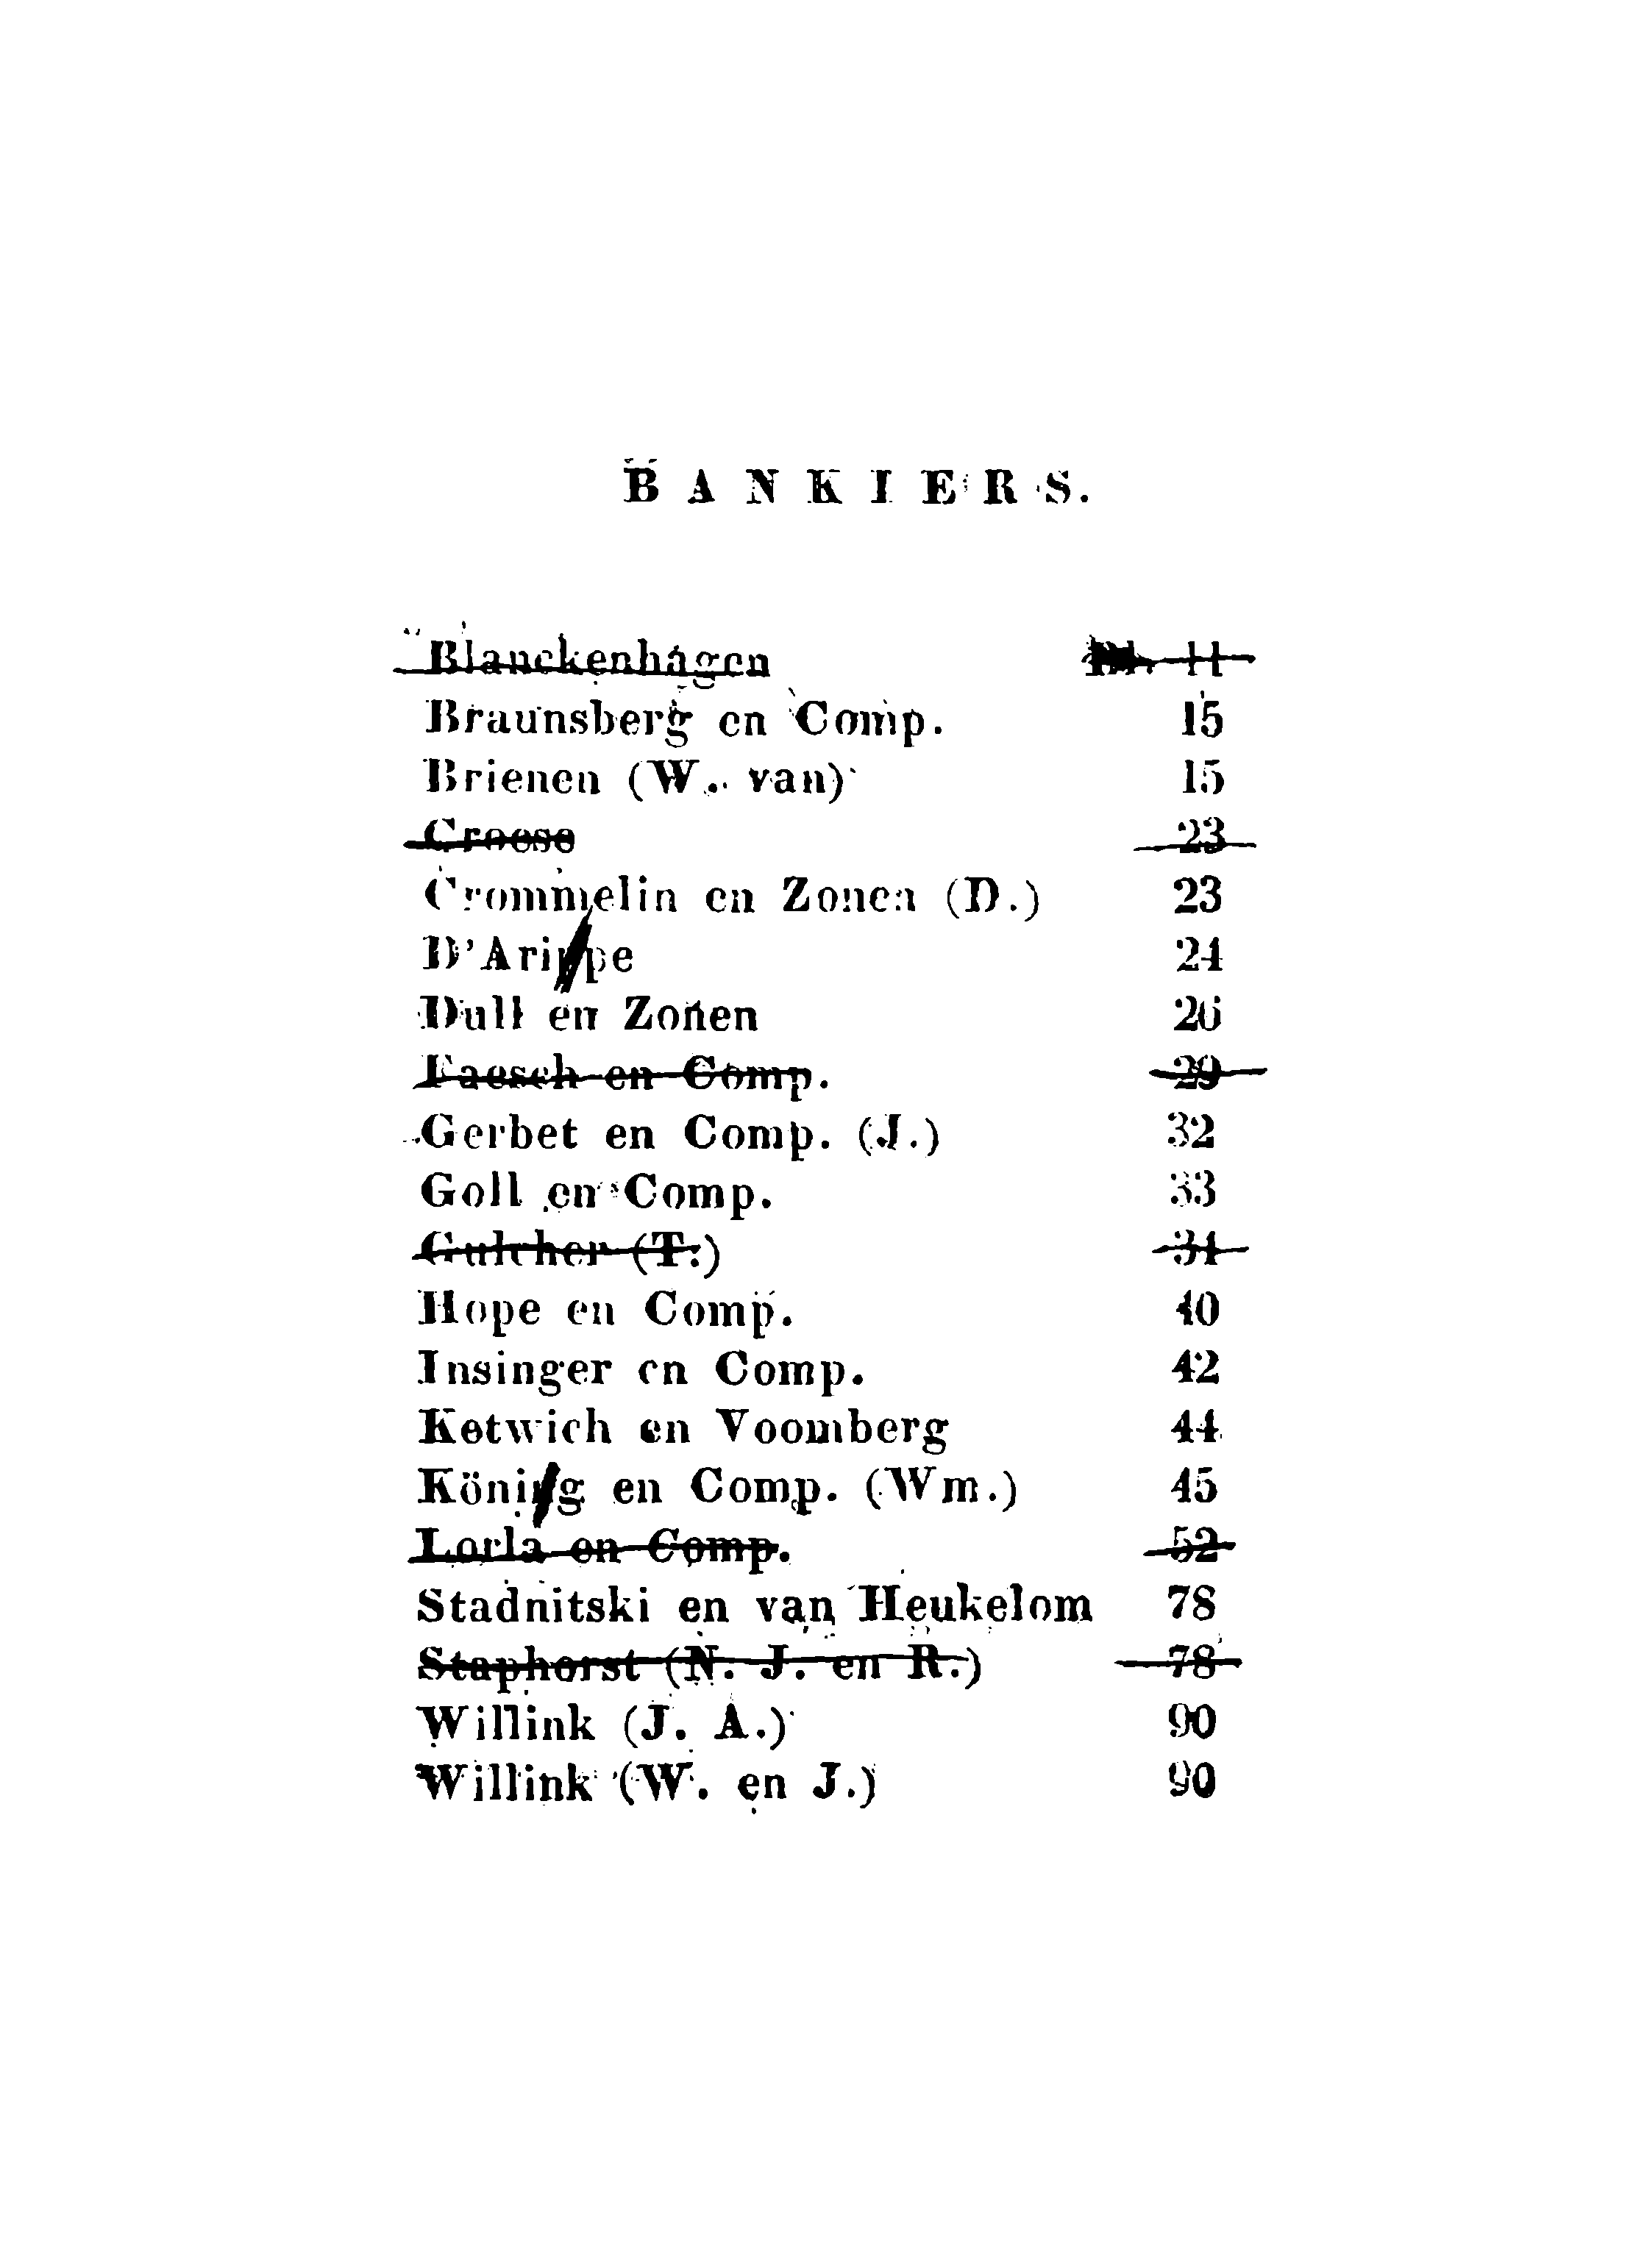 BANKIERS.
Blanckenhagen Bl. 11
Braunsberg en Comp. 15
Brienen (W. van) 15
Croese 23
Crommelin en Zonen (D.) 23
D'Arippe 24
Dull en Zonen 26
Faesch en Comp. 29
Gerbet en Comp. (J.) 32
Goll en Comp. 33
Gulcher (T.) 34
Hope en Comp. 40
Insinger en Comp. 42
Ketwich en Voomberg 44
Köning en Comp. (Wm.) 45
Lorla en Comp. 52
Stadnitski en van Heukelom 78
Staphorst (N. J. en R.) 78
Willink (J. A.) 90
Willink (W. en J.) 90